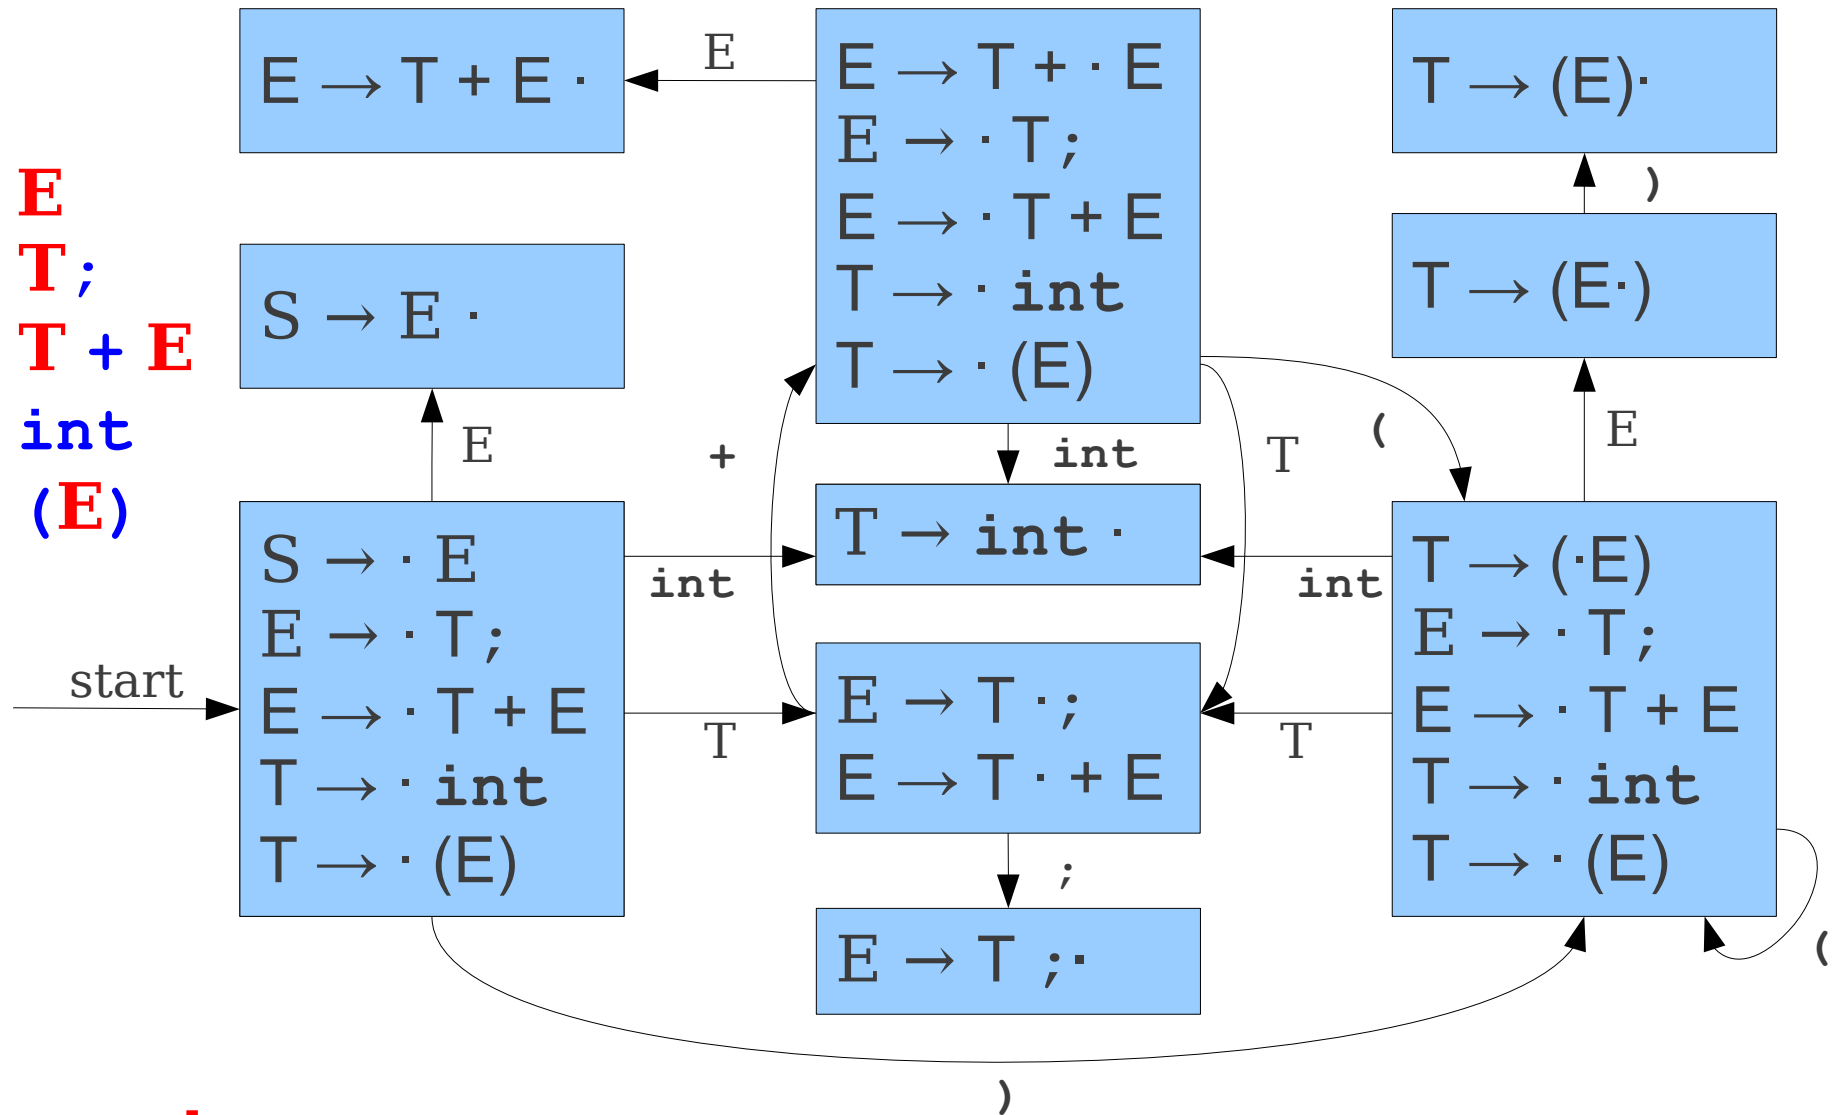 E
T ;
T + E
int
(E)
start
E → T + E ·
E
S → E ·
E
S → · E
E → · T ;
E → · T + E
T → · int
T → · (E)
int
T
+
E → T + · E
E → · T ;
E → · T + E
T → · int
T → · (E)
int
T
(
T → int ·
E → T · ;
E → T · + E
;
E → T ; ·
)
T → (E)·
)
T → (E·)
E
int
T
T → (·E)
E → · T ;
E → · T + E
T → · int
T → · (E)
(